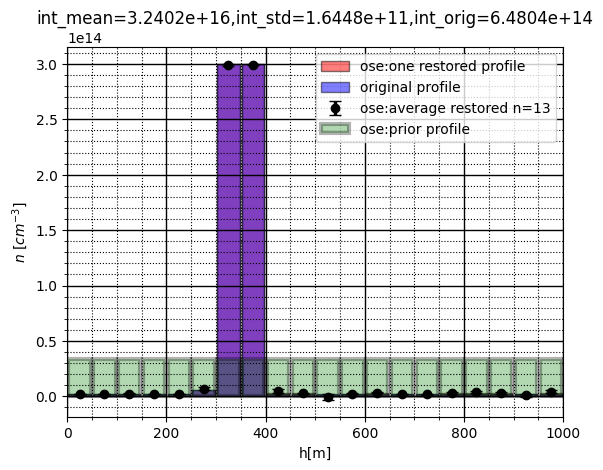 int_mean=3.2402e+16,int_std=1.6448e+11,int_orig=6.4804e+14
1e14
ose:one restored profile
original profile
ose:average restored n=13
ose:prior profile
3.0
2.5
2.0
1.5
1.0
0.5
0.0
n [cm⁻³]
0 200 400 600 800 1000
h[m]